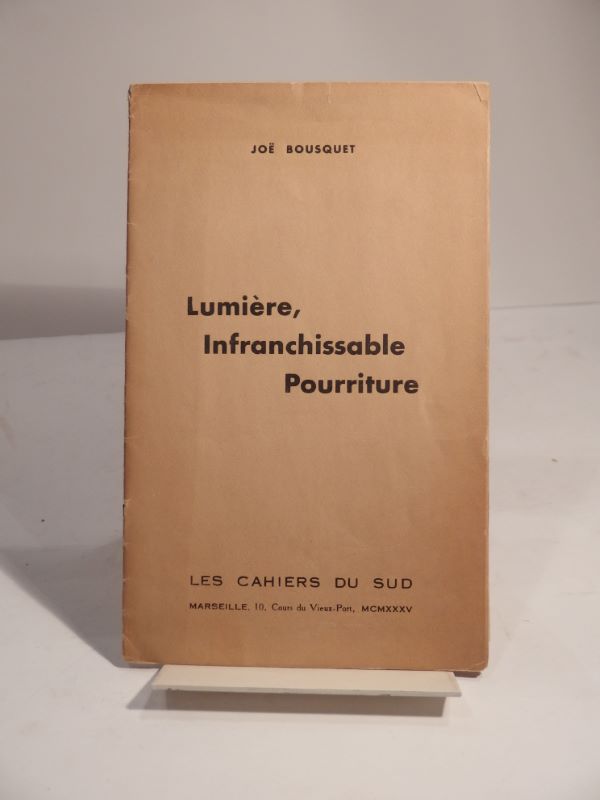 JOË BOUSQUET
Lumière,
Infranchissable
Pourriture
LES CAHIERS DU SUD
MARSEILLE, 10, Cours du Vieux-Port, MCMXXXV